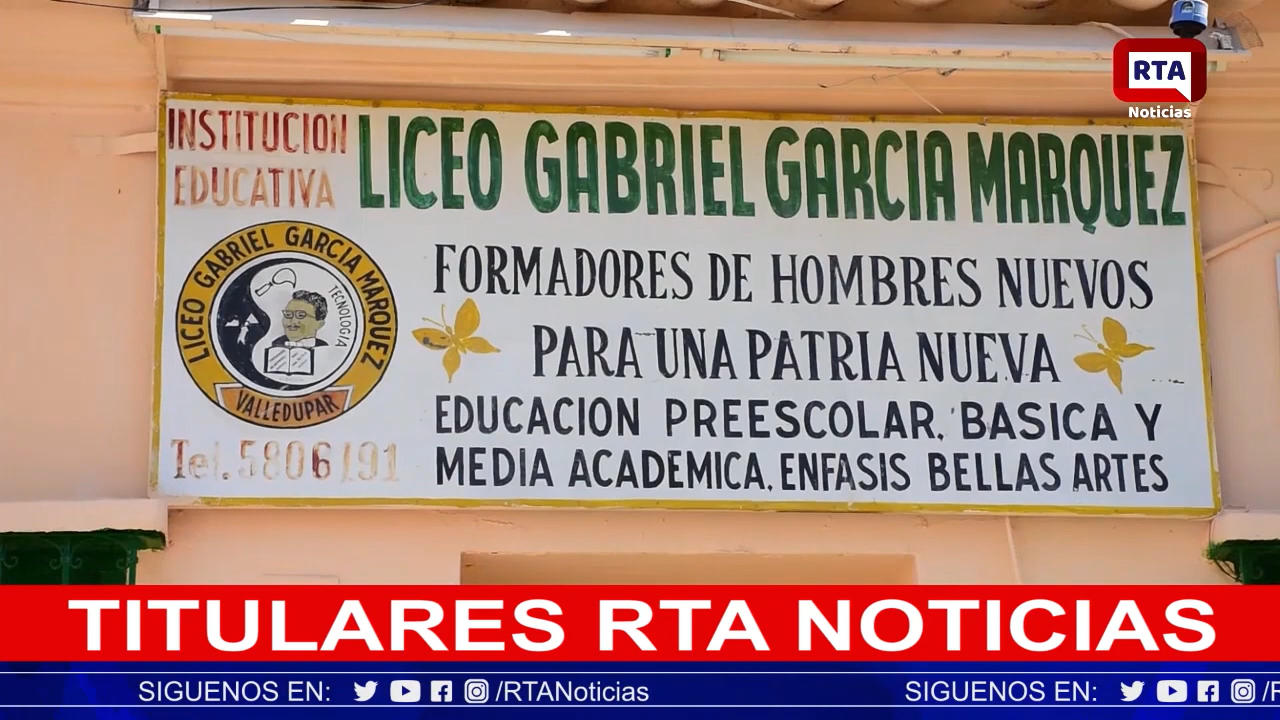 RTA
Noticias
INSTITUCION
EDUCATIVA
LICEO GABRIEL GARCIA MARQUEZ
LICEO GABRIEL GARCIA MARQUEZ
TECNOLOGIA
VALLEDUPAR
Tel. 5806191
FORMADORES DE HOMBRES NUEVOS
PARA UNA PATRIA NUEVA
EDUCACION PREESCOLAR, BASICA Y
MEDIA ACADEMICA, ENFASIS BELLAS ARTES
TITULARES RTA NOTICIAS
SIGUENOS EN: /RTANoticias SIGUENOS EN: /R